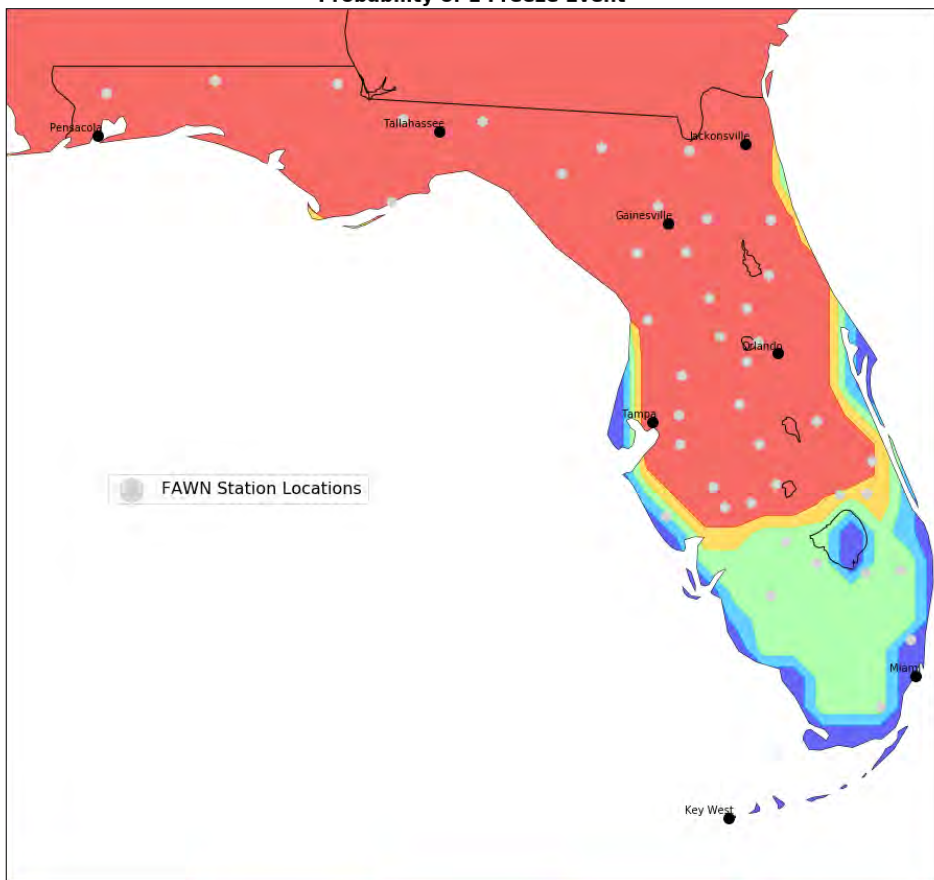 Probability of 1 Freeze Event
Pensacola
Tallahassee
Jacksonville
Gainesville
Orlando
Tampa
FAWN Station Locations
Miami
Key West